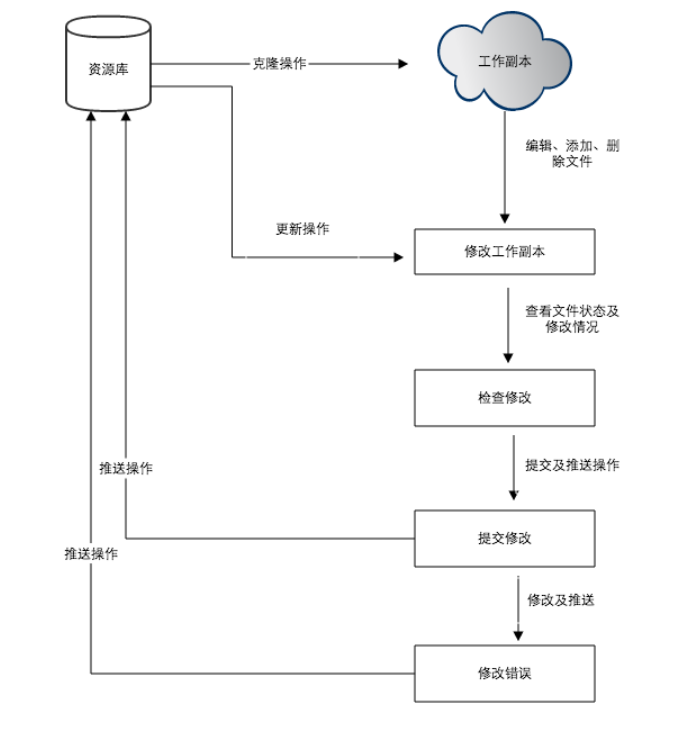 资源库
克隆操作
工作副本
编辑、添加、删
除文件
更新操作
修改工作副本
查看文件状态及
修改情况
检查修改
推送操作
提交及推送操作
提交修改
推送操作
修改及推送
修改错误